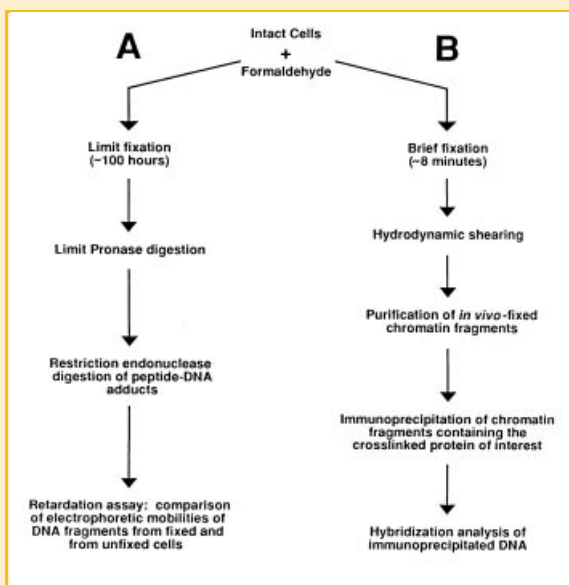 A
Intact Cells
+
Formaldehyde
B
Limit fixation
(~100 hours)
Limit Pronase digestion
Restriction endonuclease
digestion of peptide-DNA
adducts
Retardation assay: comparison
of electrophoretic mobilities of
DNA fragments from fixed and
from unfixed cells
Brief fixation
(~8 minutes)
Hydrodynamic shearing
Purification of in vivo-fixed
chromatin fragments
Immunoprecipitation of chromatin
fragments containing the
crosslinked protein of interest
Hybridization analysis of
immunoprecipitated DNA